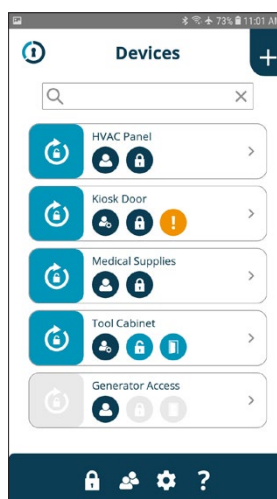 73% 11:01 AM
Devices
HVAC Panel
Kiosk Door
Medical Supplies
Tool Cabinet
Generator Access